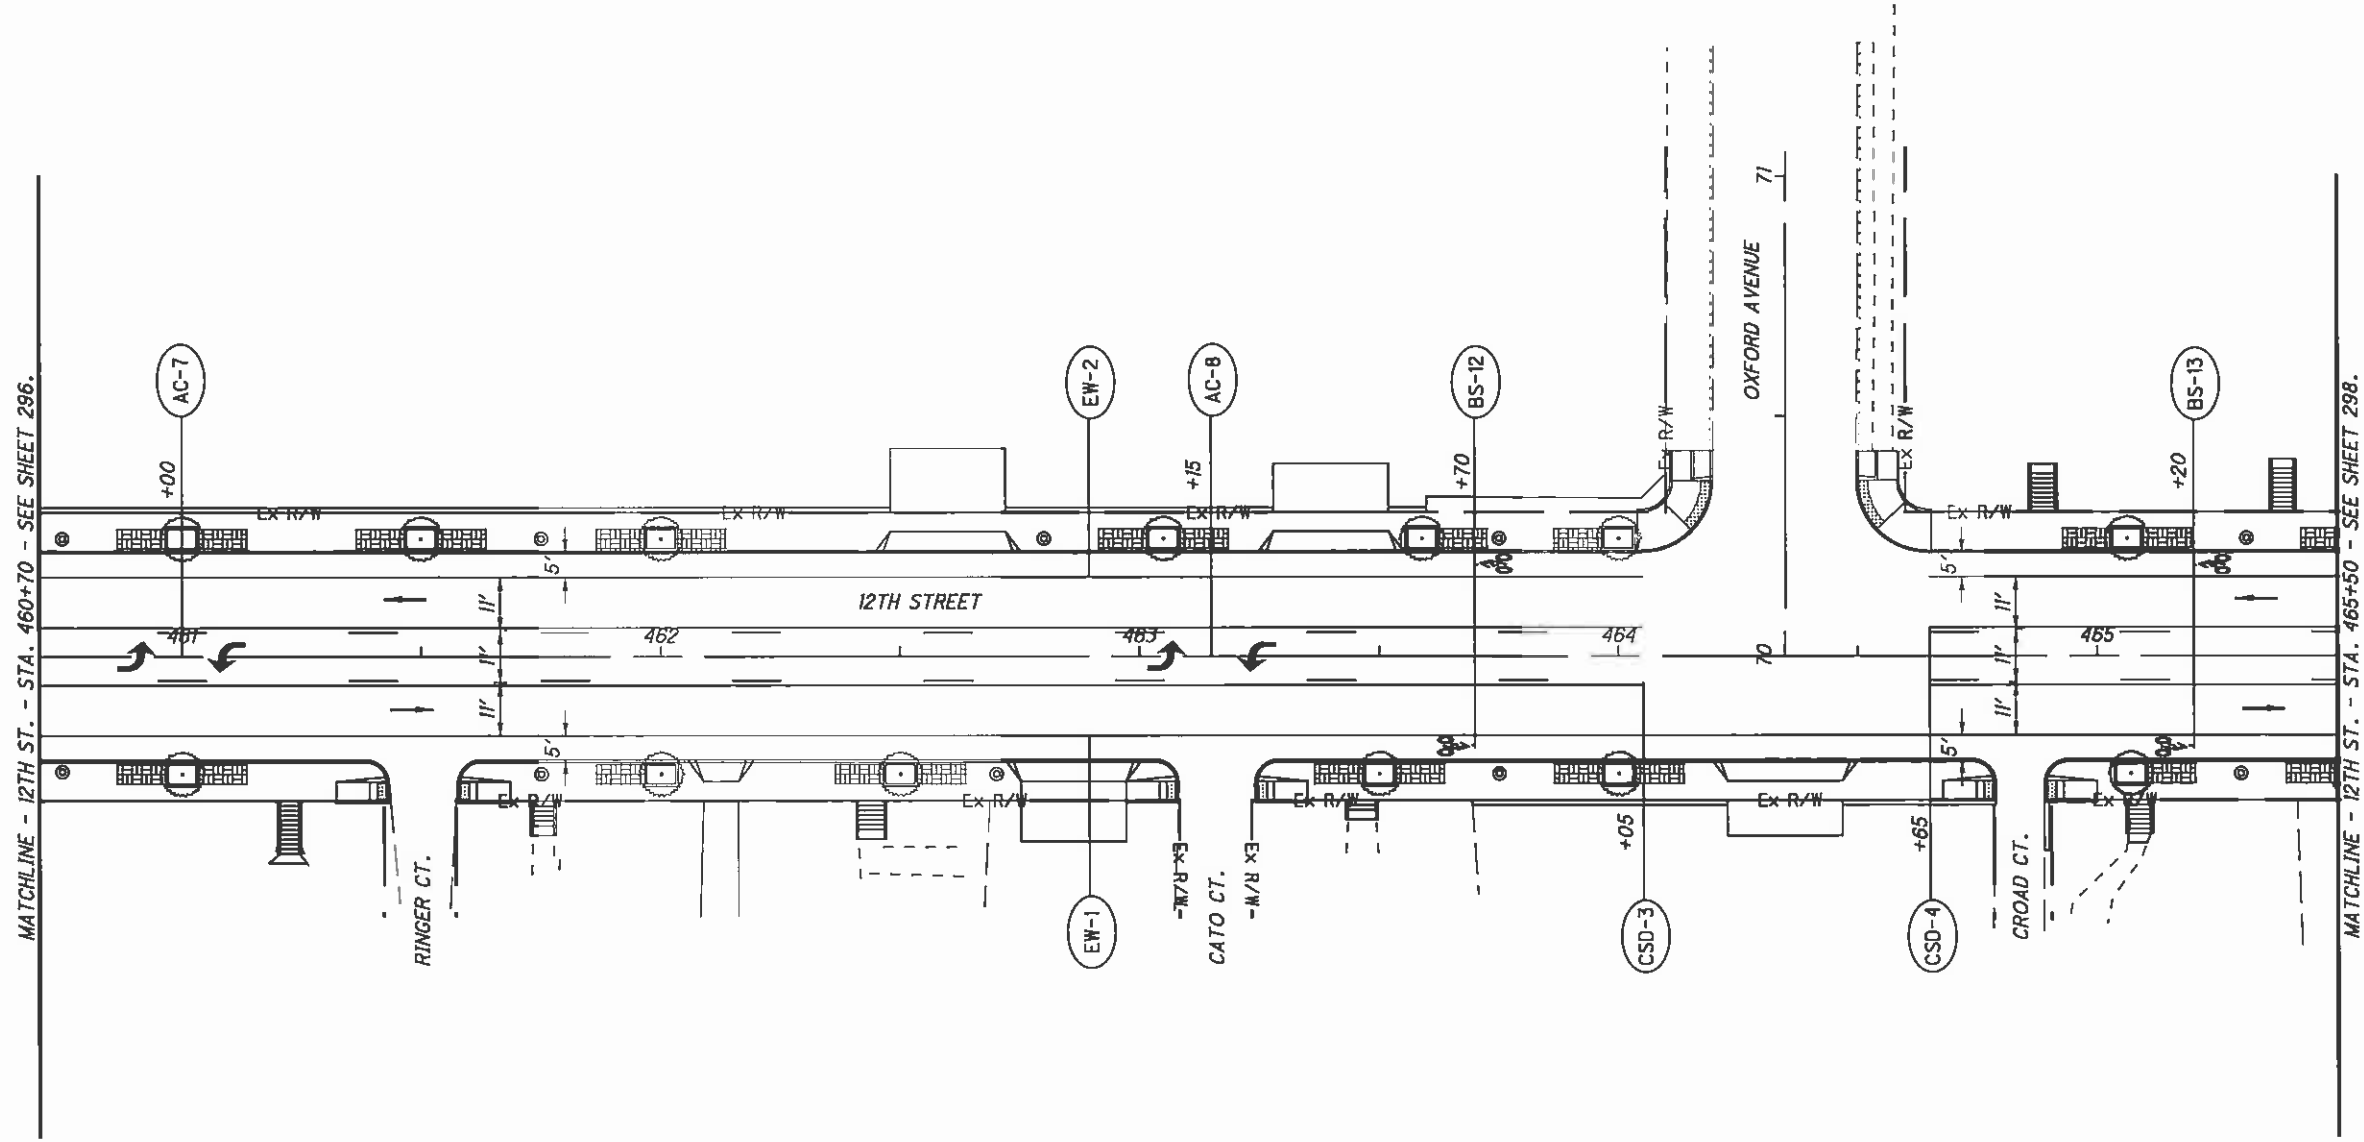 MATCHLINE - 12TH ST. - STA. 460+70 - SEE SHEET 296.
AC-7
+00
EW-2
AC-8
+15
BS-12
+70
OXFORD AVENUE
71
70
BS-13
+20
MATCHLINE - 12TH ST. - STA. 465+50 - SEE SHEET 298.
Ex R/W
Ex R/W
Ex R/W
Ex R/W
Ex R/W
Ex R/W
5'
5'
11'
12TH STREET
11'
461
462
463
464
465
11'
11'
11'
11'
5'
5'
Ex R/W
Ex R/W
Ex R/W
Ex R/W
Ex R/W
Ex R/W
Ex R/W
+05
+65
RINGER CT.
EW-1
CATO CT.
CSD-3
CSD-4
CROAD CT.